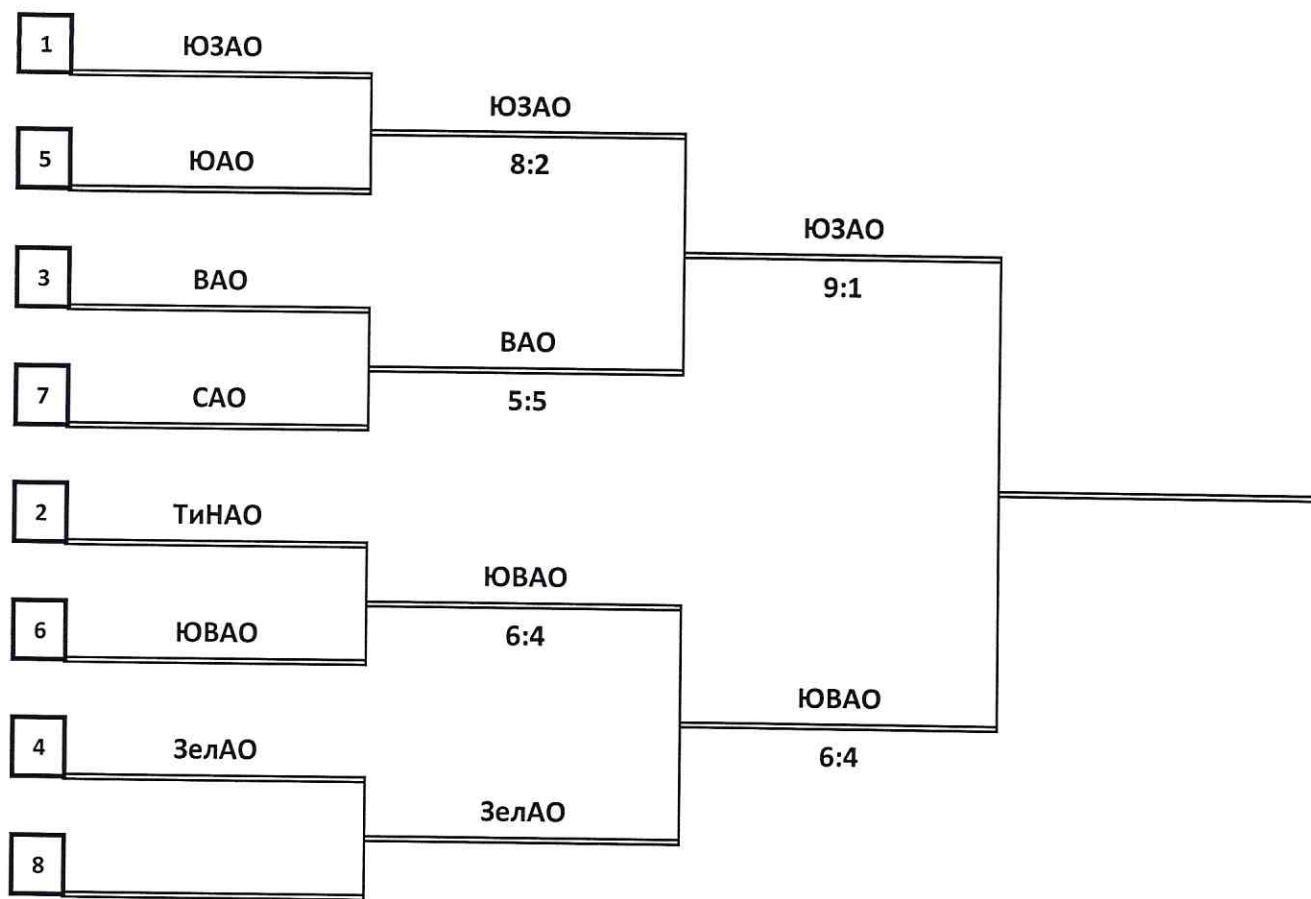 1 ЮЗАО
ЮЗАО
8:2
5 ЮАО
ЮЗАО
9:1
3 ВАО
ВАО
5:5
7 САО
2 ТиНАО
ЮВАО
6:4
6 ЮВАО
ЮВАО
6:4
4 ЗелАО
ЗелАО
8